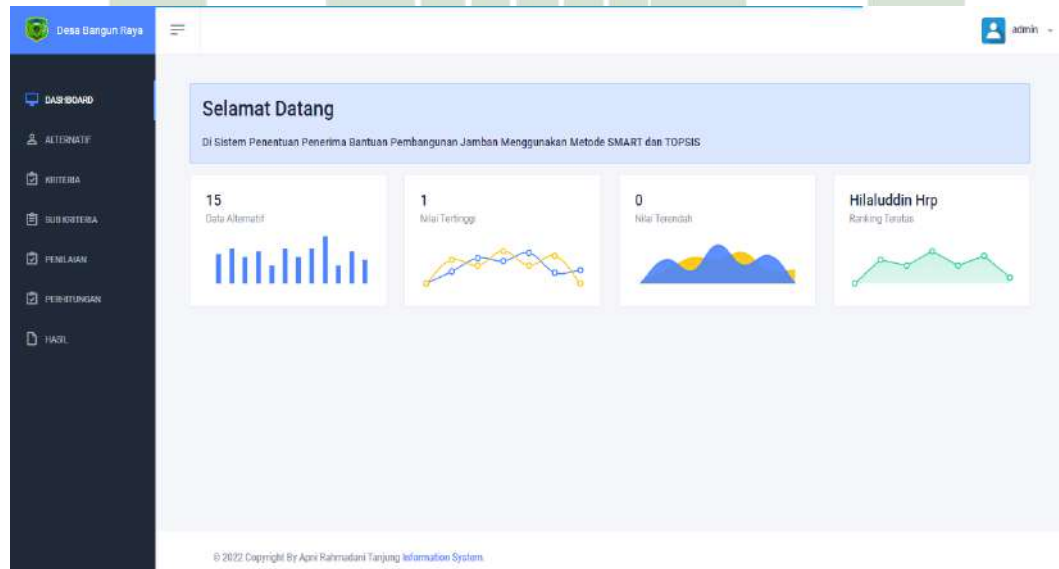 Desa Bangun Raya
admin
DASHBOARD
ALTERNATIF
KRITERIA
SUB KRITERIA
PENILAIAN
PERHITUNGAN
HASIL
Selamat Datang
Di Sistem Penentuan Penerima Bantuan Pembangunan Jamban Menggunakan Metode SMART dan TOPSIS
15
Data Alternatif
1
Nilai Tertinggi
0
Nilai Terendah
Hilaluddin Hrp
Ranking Teratas
© 2022 Copyright By Apni Rahmadani Tanjung Information System.